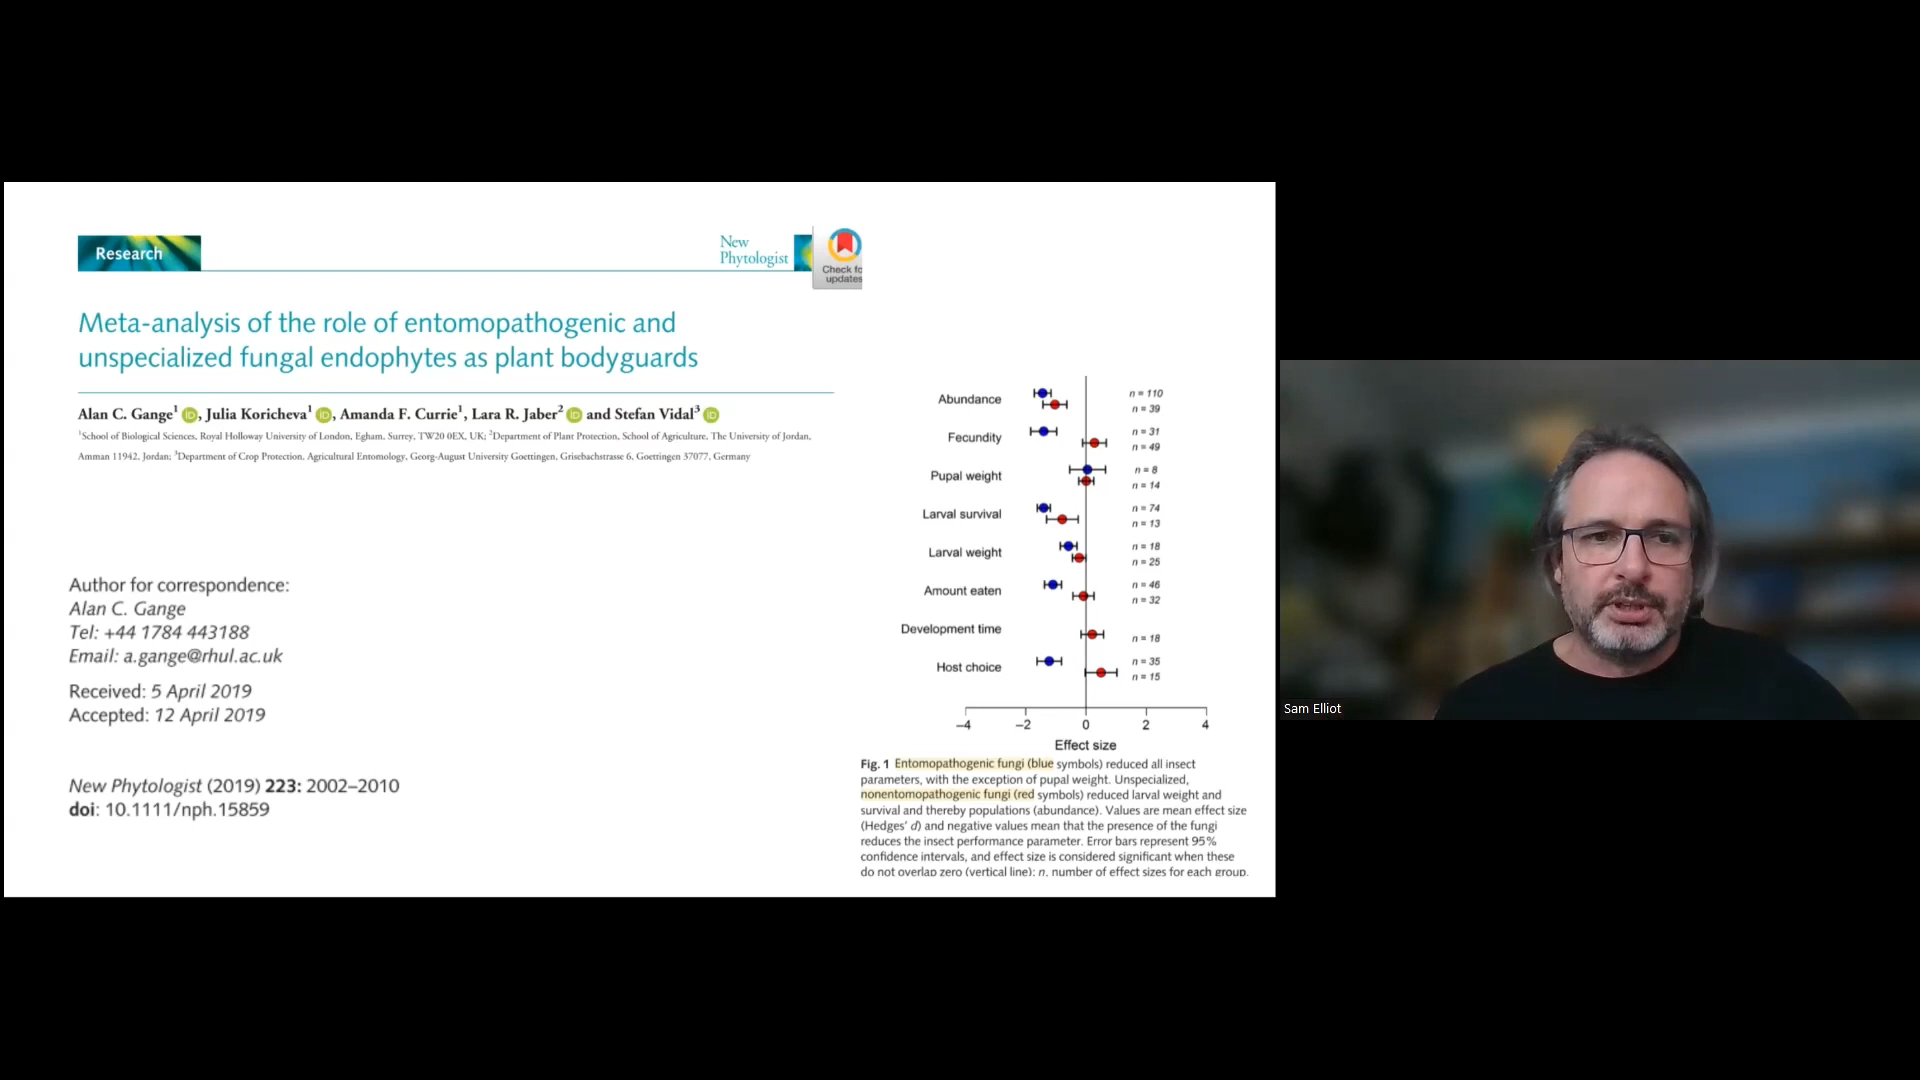 Research
New
Phytologist
Check fo
updates
Meta-analysis of the role of entomopathogenic and
unspecialized fungal endophytes as plant bodyguards
Alan C. Gange1 iD, Julia Koricheva1 iD, Amanda F. Currie1, Lara R. Jaber2 iD and Stefan Vidal3 iD
1School of Biological Sciences, Royal Holloway University of London, Egham, Surrey, TW20 0EX, UK; 2Department of Plant Protection, School of Agriculture, The University of Jordan,
Amman 11942, Jordan; 3Department of Crop Protection, Agricultural Entomology, Georg-August University Goettingen, Grisebachstrasse 6, Goettingen 37077, Germany
Author for correspondence:
Alan C. Gange
Tel: +44 1784 443188
Email: a.gange@rhul.ac.uk
Received: 5 April 2019
Accepted: 12 April 2019
New Phytologist (2019) 223: 2002–2010
doi: 10.1111/nph.15859
Abundance n = 110
n = 39
Fecundity n = 31
n = 49
Pupal weight n = 8
n = 14
Larval survival n = 74
n = 13
Larval weight n = 18
n = 25
Amount eaten n = 46
n = 32
Development time
n = 18
Host choice n = 35
n = 15
–4 –2 0 2 4
Effect size
Fig. 1 Entomopathogenic fungi (blue symbols) reduced all insect
parameters, with the exception of pupal weight. Unspecialized,
nonentomopathogenic fungi (red symbols) reduced larval weight and
survival and thereby populations (abundance). Values are mean effect size
(Hedges' d) and negative values mean that the presence of the fungi
reduces the insect performance parameter. Error bars represent 95%
confidence intervals, and effect size is considered significant when these
do not overlap zero (vertical line); n, number of effect sizes for each group.
Sam Elliot